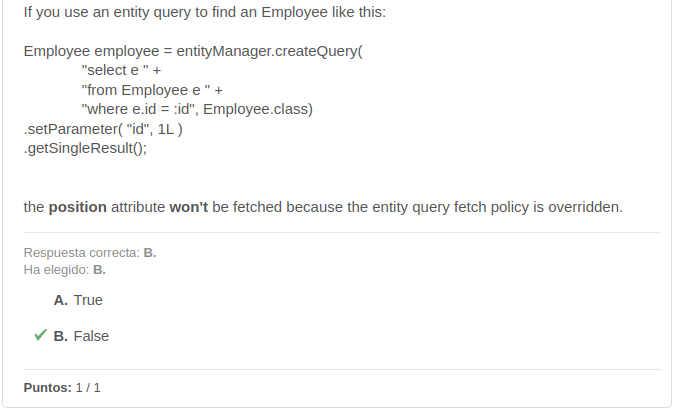 If you use an entity query to find an Employee like this:
Employee employee = entityManager.createQuery(
"select e " +
"from Employee e " +
"where e.id = :id", Employee.class)
.setParameter( "id", 1L )
.getSingleResult();
the position attribute won't be fetched because the entity query fetch policy is overridden.
Respuesta correcta: B.
Ha elegido: B.
A. True
B. False
Puntos: 1 / 1